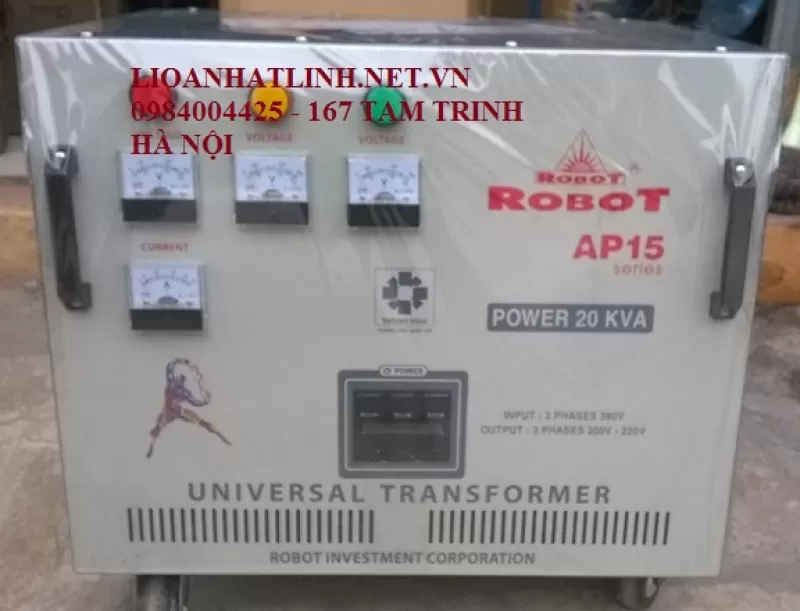 LIOANHATLINH.NET.VN
0984004425 - 167 TAM TRINH
HÀ NỘI
VOLTAGE
VOLTAGE
V
V
V
CURRENT
A
ROBOT
®
ROBOT
AP15
series
POWER 20 KVA
POWER
INPUT : 3 PHASES 380V
OUTPUT : 3 PHASES 200V - 220V
UNIVERSAL TRANSFORMER
ROBOT INVESTMENT CORPORATION